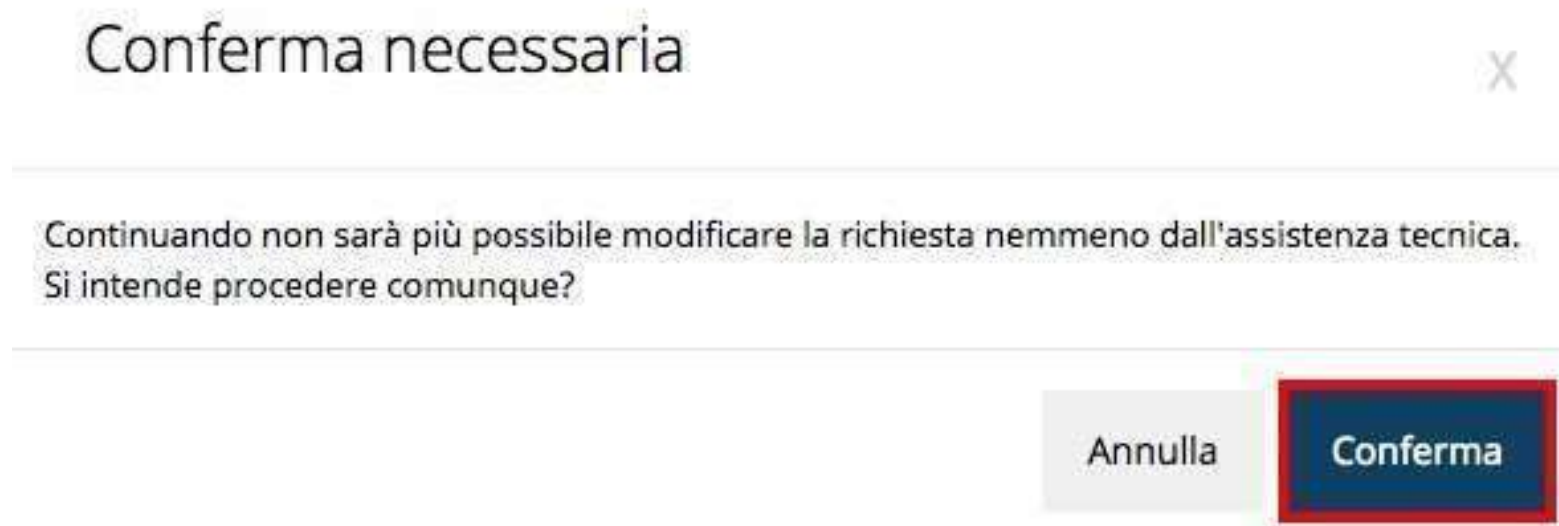 Conferma necessaria
X
Continuando non sarà più possibile modificare la richiesta nemmeno dall'assistenza tecnica.
Si intende procedere comunque?
Annulla
Conferma